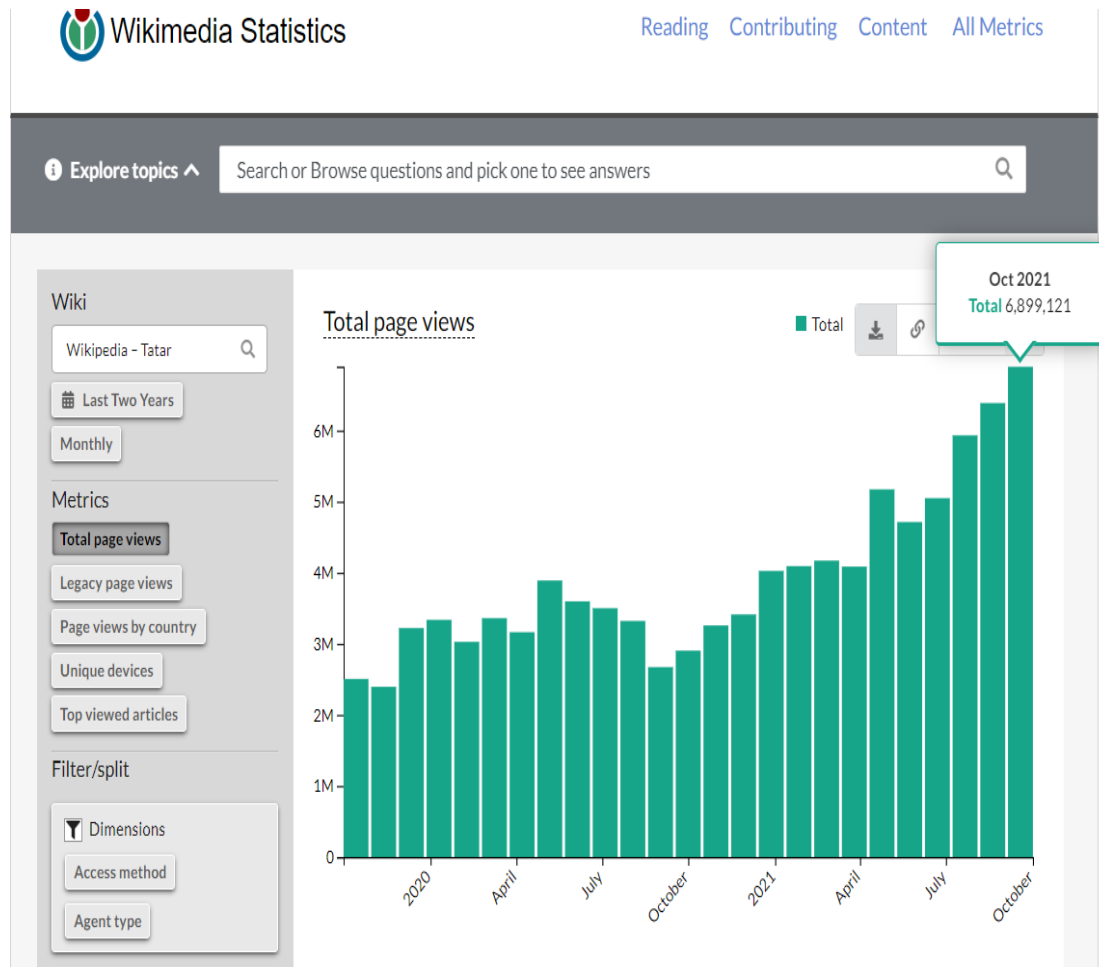 Wikimedia Statistics
Reading Contributing Content All Metrics
Explore topics
Search or Browse questions and pick one to see answers
Wiki
Wikipedia – Tatar
Last Two Years
Monthly
Metrics
Total page views
Legacy page views
Page views by country
Unique devices
Top viewed articles
Filter/split
Dimensions
Access method
Agent type
Total page views
Total
Oct 2021
Total 6,899,121
6M
5M
4M
3M
2M
1M
0
2020
April
July
October
2021
April
July
October